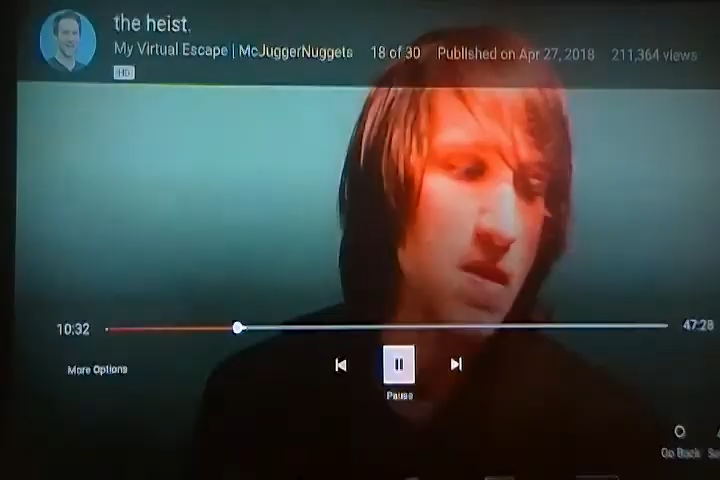 the heist.
My Virtual Escape | McJuggerNuggets 18 of 30 Published on Apr 27, 2018 211,364 views
HD
10:32 47:28
More Options
Pause
Go Back